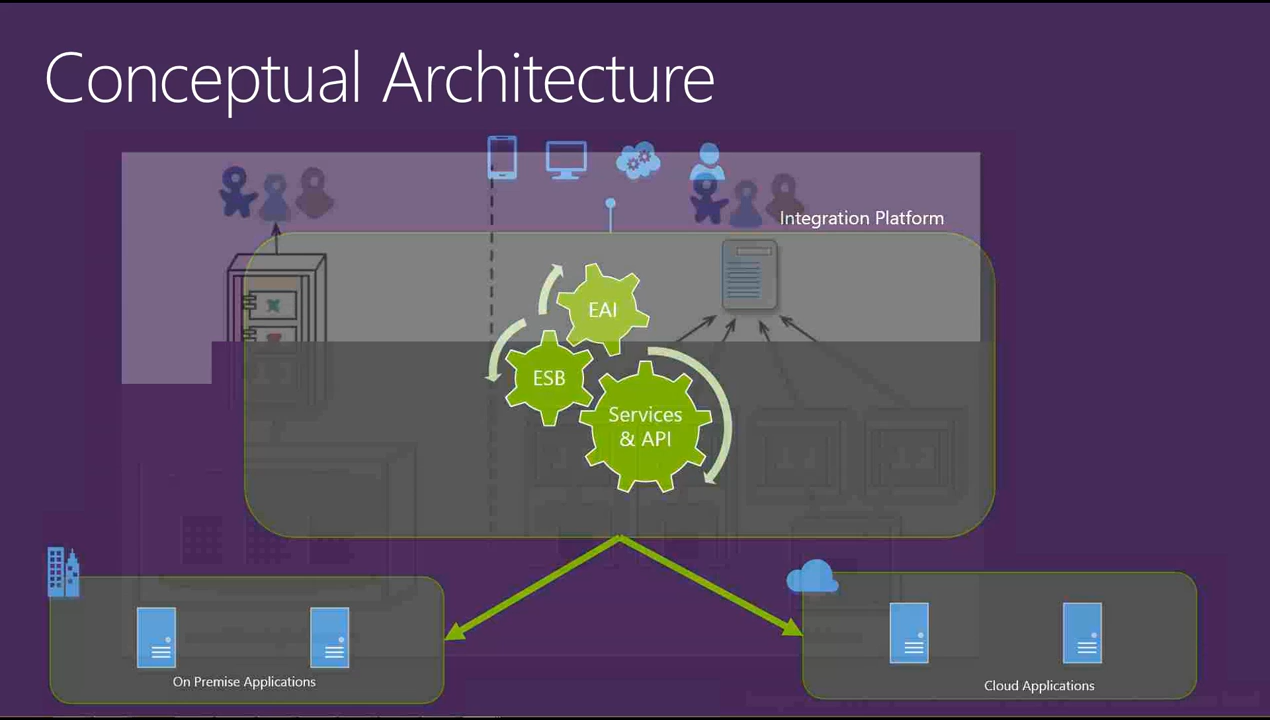 Conceptual Architecture
Integration Platform
EAI
ESB
Services
& API
On Premise Applications
Cloud Applications